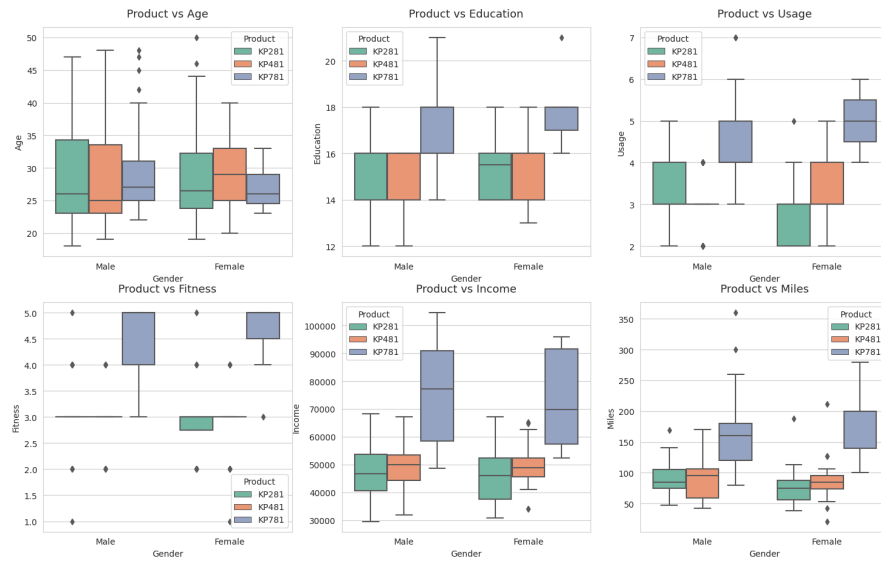 Product vs Age
Product
KP281
KP481
KP781
50
45
40
35
30
25
20
Age
Male
Female
Gender
Product vs Education
Product
KP281
KP481
KP781
20
18
16
14
12
Education
Male
Female
Gender
Product vs Usage
Product
KP281
KP481
KP781
7
6
5
4
3
2
Usage
Male
Female
Gender
Product vs Fitness
5.0
4.5
4.0
3.5
3.0
2.5
2.0
1.5
1.0
Fitness
Product
KP281
KP481
KP781
Male
Female
Gender
Product vs Income
Product
KP281
KP481
KP781
100000
90000
80000
70000
60000
50000
40000
30000
Income
Male
Female
Gender
Product vs Miles
Product
KP281
KP481
KP781
350
300
250
200
150
100
50
Miles
Male
Female
Gender